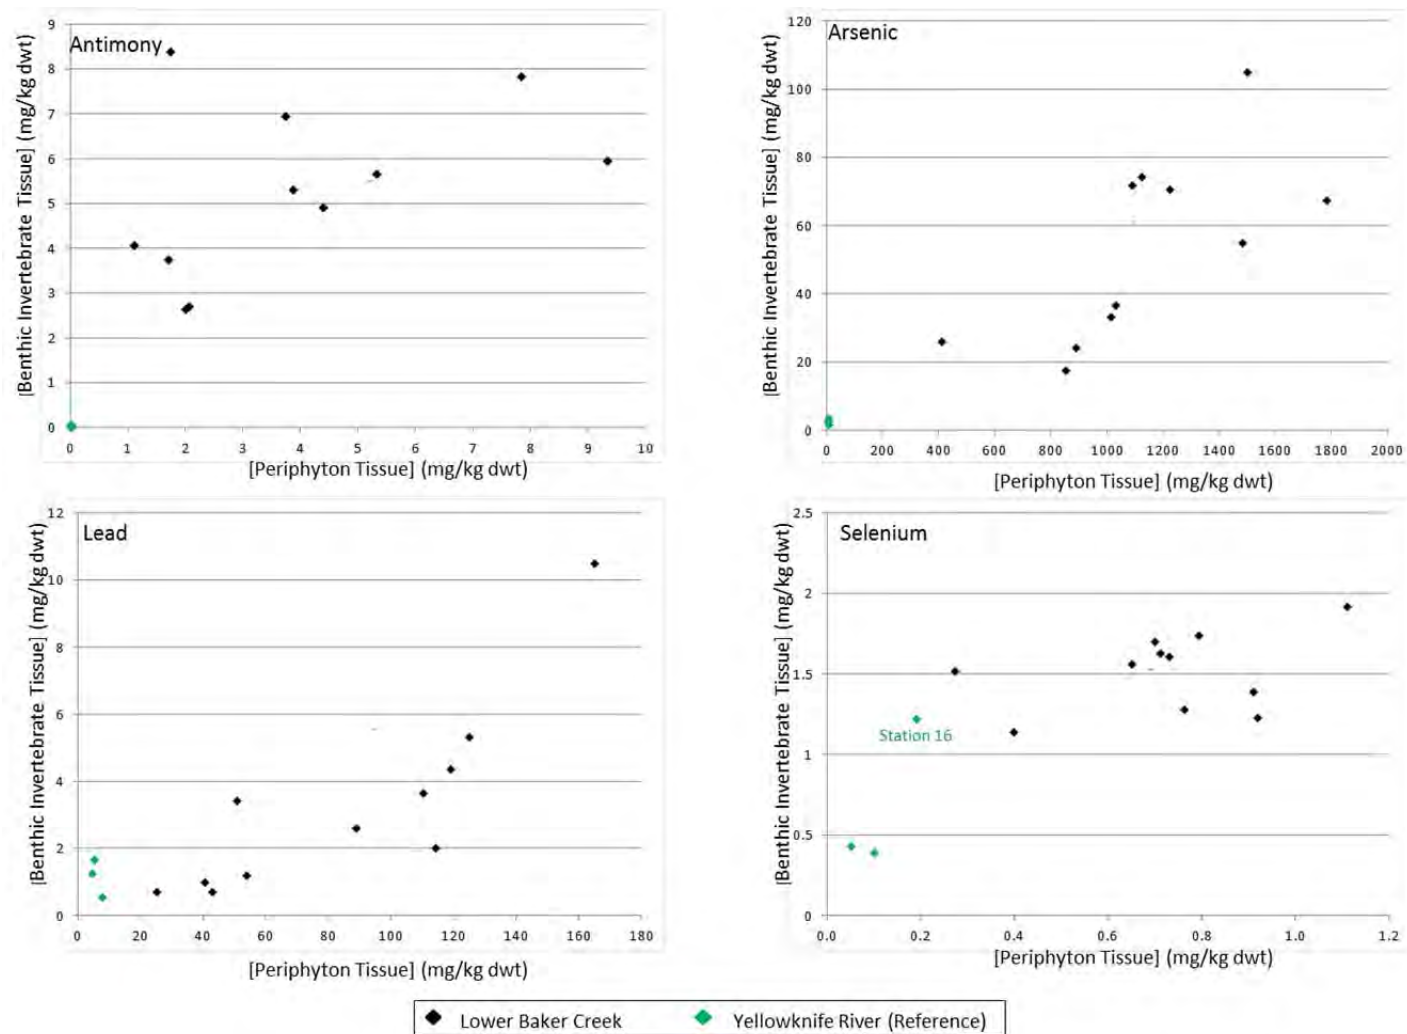 Antimony
[Benthic Invertebrate Tissue] (mg/kg dwt)
9
8
7
6
5
4
3
2
1
0
0 1 2 3 4 5 6 7 8 9 10
[Periphyton Tissue] (mg/kg dwt)
Arsenic
[Benthic Invertebrate Tissue] (mg/kg dwt)
120
100
80
60
40
20
0
0 200 400 600 800 1000 1200 1400 1600 1800 2000
[Periphyton Tissue] (mg/kg dwt)
Lead
[Benthic Invertebrate Tissue] (mg/kg dwt)
12
10
8
6
4
2
0
0 20 40 60 80 100 120 140 160 180
[Periphyton Tissue] (mg/kg dwt)
Selenium
[Benthic Invertebrate Tissue] (mg/kg dwt)
2.5
2
1.5
1
0.5
0
Station 16
0.0 0.2 0.4 0.6 0.8 1.0 1.2
[Periphyton Tissue] (mg/kg dwt)
Lower Baker Creek
Yellowknife River (Reference)